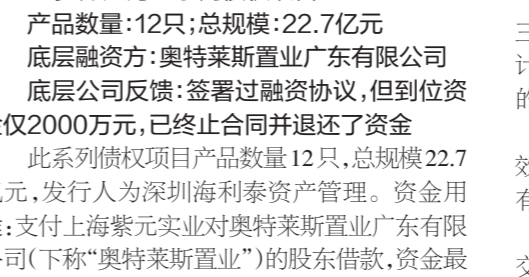 产品数量:12只;总规模:22.7亿元
底层融资方:奥特莱斯置业广东有限公司
底层公司反馈:签署过融资协议,但到位资
仅2000万元,已终止合同并退还了资金
此系列债权项目产品数量12只,总规模22.7
亿元,发行人为深圳海利泰资产管理。资金用
:支付上海紫元实业对奥特莱斯置业广东有限
司(下称“奥特莱斯置业”)的股东借款,资金最
三
计
的
效
有
交